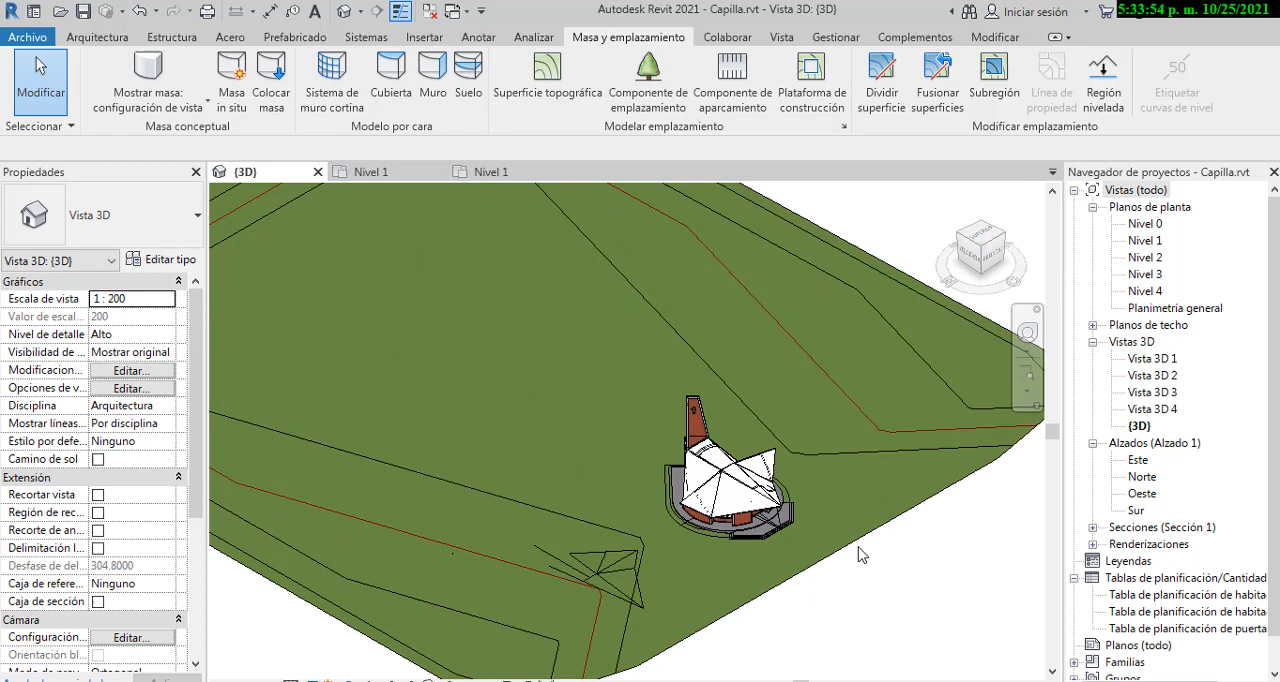 Autodesk Revit 2021 - Capilla.rvt - Vista 3D: {3D}
Iniciar sesión
5:33:54 p. m. 10/25/2021
Archivo Arquitectura Estructura Acero Prefabricado Sistemas Insertar Anotar Analizar Masa y emplazamiento Colabora Vista Gestionar Complementos Modificar
Modificar
Mostrar masa:
configuración de vista
Masa
in situ
Colocar
masa
Sistema de
muro cortina
Cubierta
Muro
Suelo
Superficie topográfica
Componente de
emplazamiento
Componente de
aparcamiento
Plataforma de
construcción
Dividir
superficie
Fusionar
superficies
Subregión
Línea de
propiedad
Región
nivelada
50
Etiquetar
curvas de nivel
Seleccionar
Masa conceptual
Modelo por cara
Modelar emplazamiento
Modificar emplazamiento
Propiedades
Vista 3D
Vista 3D: {3D}
Editar tipo
Gráficos
Escala de vista 1 : 200
Valor de escal... 200
Nivel de detalle Alto
Visibilidad de ... Mostrar original
Modificacion... Editar...
Opciones de v... Editar...
Disciplina Arquitectura
Mostrar líneas... Por disciplina
Estilo por defe... Ninguno
Camino de sol
Extensión
Recortar vista
Región de rec...
Recorte de an...
Delimitación l...
Desfase de del... 304.8000
Caja de refere... Ninguno
Caja de sección
Cámara
Configuración... Editar...
Orientación bl...
{3D}
Nivel 1
Nivel 1
Navegador de proyectos - Capilla.rvt
Vistas (todo)
Planos de planta
Nivel 0
Nivel 1
Nivel 2
Nivel 3
Nivel 4
Planimetría general
Planos de techo
Vistas 3D
Vista 3D 1
Vista 3D 2
Vista 3D 3
Vista 3D 4
{3D}
Alzados (Alzado 1)
Este
Norte
Oeste
Sur
Secciones (Sección 1)
Renderizaciones
Leyendas
Tablas de planificación/Cantidad
Tabla de planificación de habita
Tabla de planificación de habita
Tabla de planificación de puerta
Planos (todo)
Familias
Grupos